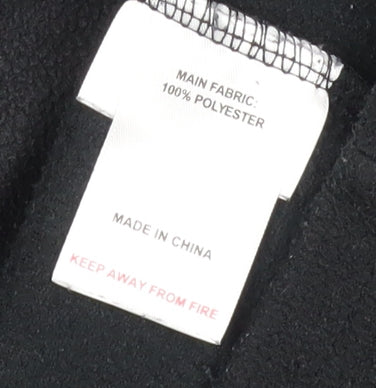 MAIN FABRIC:
100% POLYESTER
MADE IN CHINA
KEEP AWAY FROM FIRE